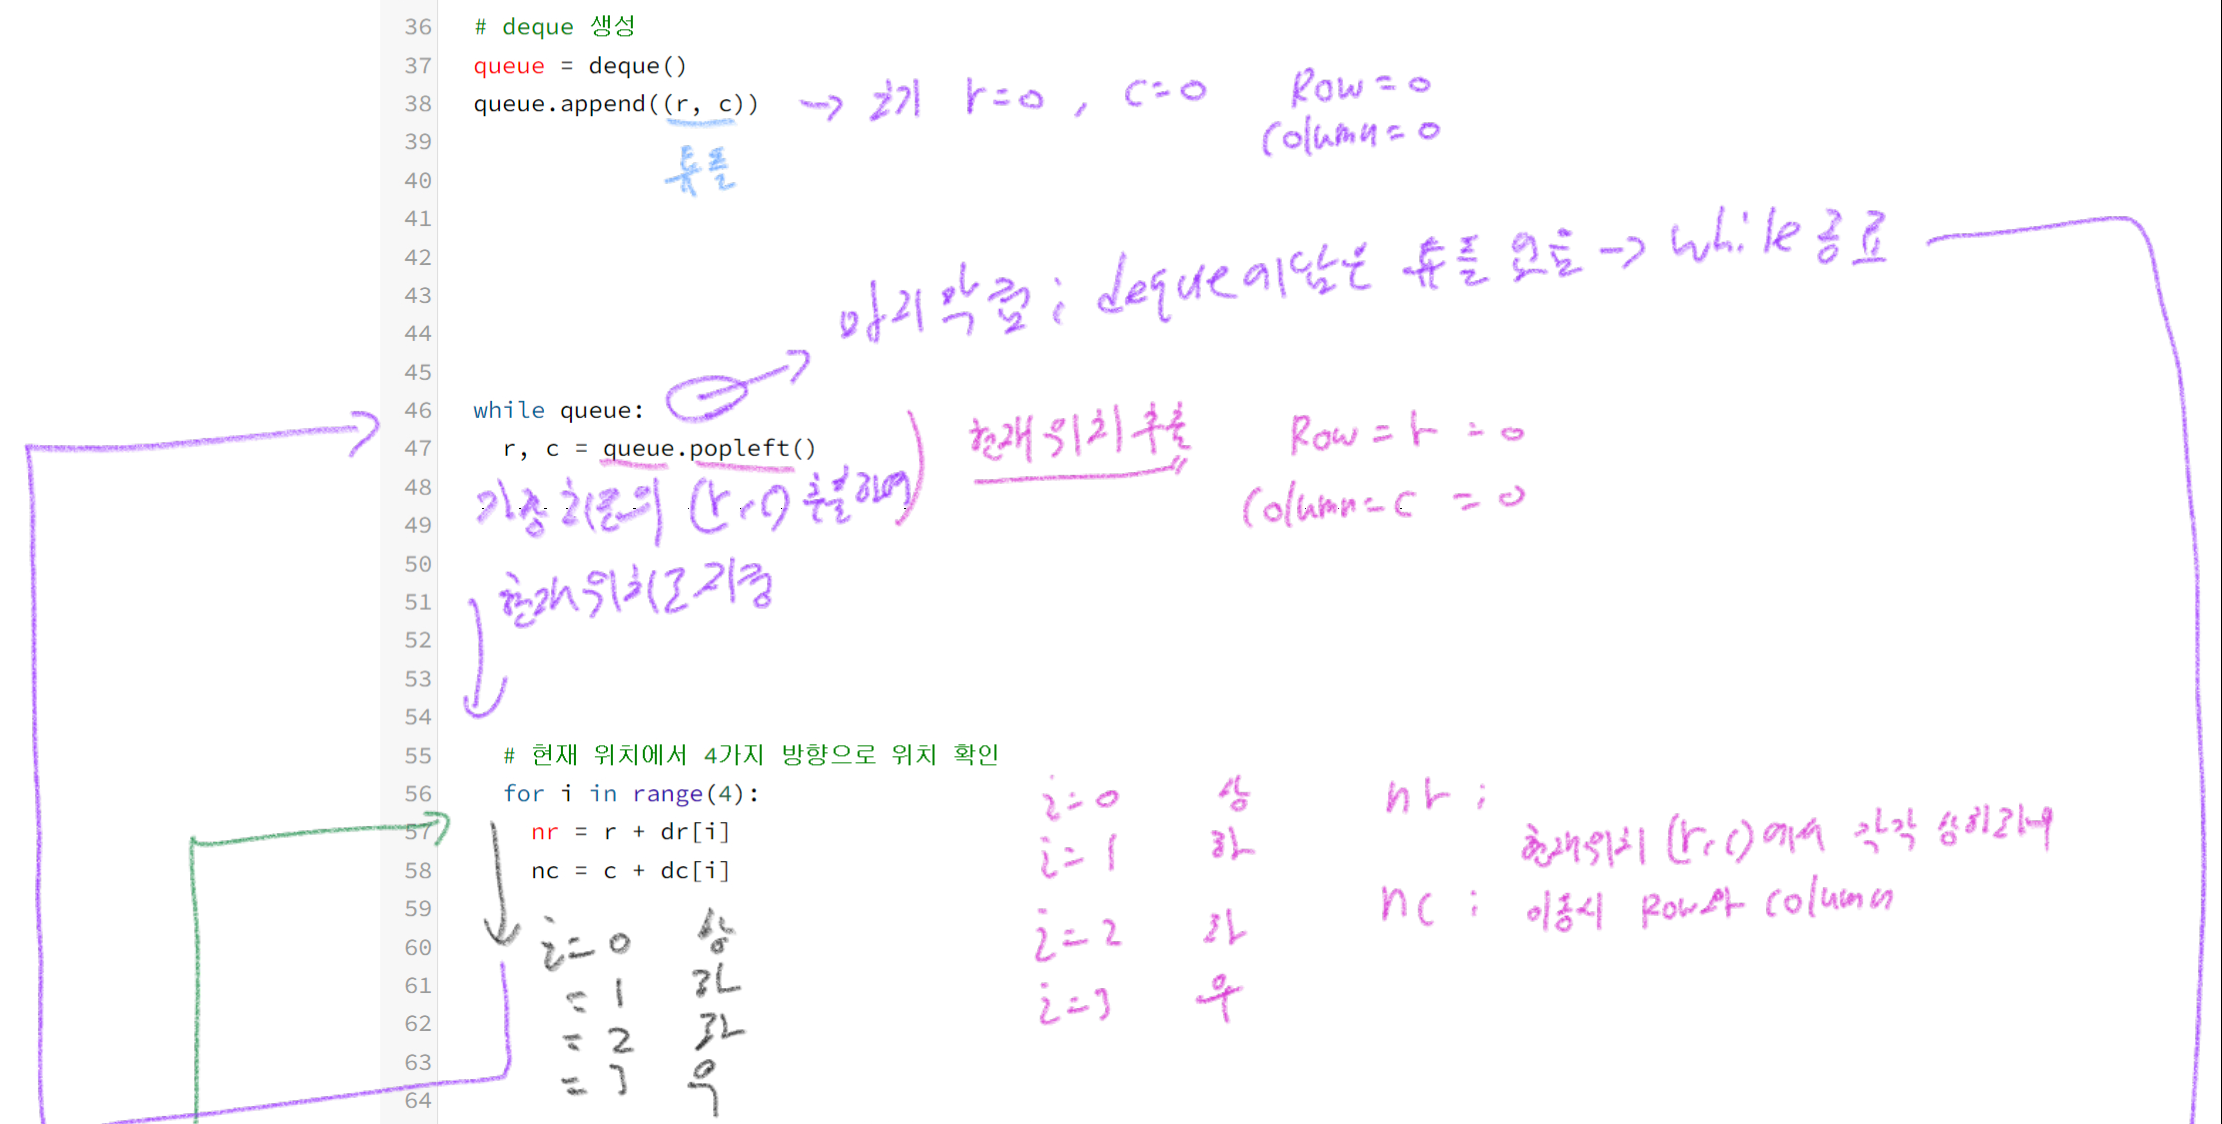 36 # deque 생성
37 queue = deque()
38 queue.append((r, c)) → 초기 r=0 , c=0 Row=0
39 Column=0
40 튜플
41
42
43 마지막 줄 ; deque에 담은 튜플 모두 → while 종료
44
45
46 while queue:
47 r, c = queue.popleft() 현재위치 추출 Row = r = 0
48 가장 최근의 (r, c) 추출하여 Column = c = 0
49
50
51 현재위치로 지정
52
53
54
55 # 현재 위치에서 4가지 방향으로 위치 확인
56 for i in range(4): i=0 상 nr ;
57 nr = r + dr[i] i=1 하 현재위치 (r, c)에서 각각 상하좌우
58 nc = c + dc[i]
59 nc ; 이동시 Row와 Column
60 i=0 상 i=2 좌
61 =1 하 i=3 우
62 =2 좌
63 =3 우
64